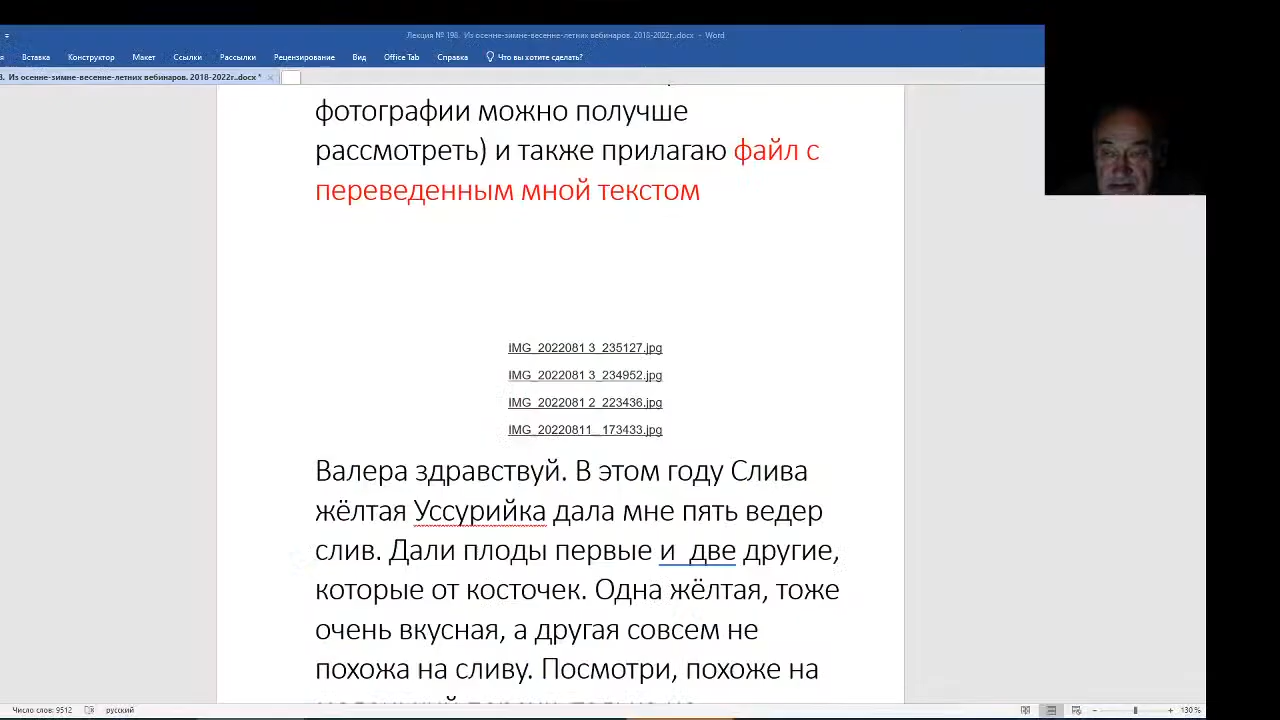 Лекция № 198. Из осенне-зимне-весенне-летних вебинаров. 2018-2022г..docx - Word
Вставка Конструктор Макет Ссылки Рассылки Рецензирование Вид Office Tab Справка Что вы хотите сделать?
Из осенне-зимне-весенне-летних вебинаров. 2018-2022г..docx *
фотографии можно получше
рассмотреть) и также прилагаю файл с
переведенным мной текстом
IMG_2022081 3_235127.jpg
IMG_2022081 3_234952.jpg
IMG_2022081 2_223436.jpg
IMG_20220811_ 173433.jpg
Валера здравствуй. В этом году Слива
жёлтая Уссурийка дала мне пять ведер
слив. Дали плоды первые и две другие,
которые от косточек. Одна жёлтая, тоже
очень вкусная, а другая совсем не
похожа на сливу. Посмотри, похоже на
Число слов: 9512 русский 130 %